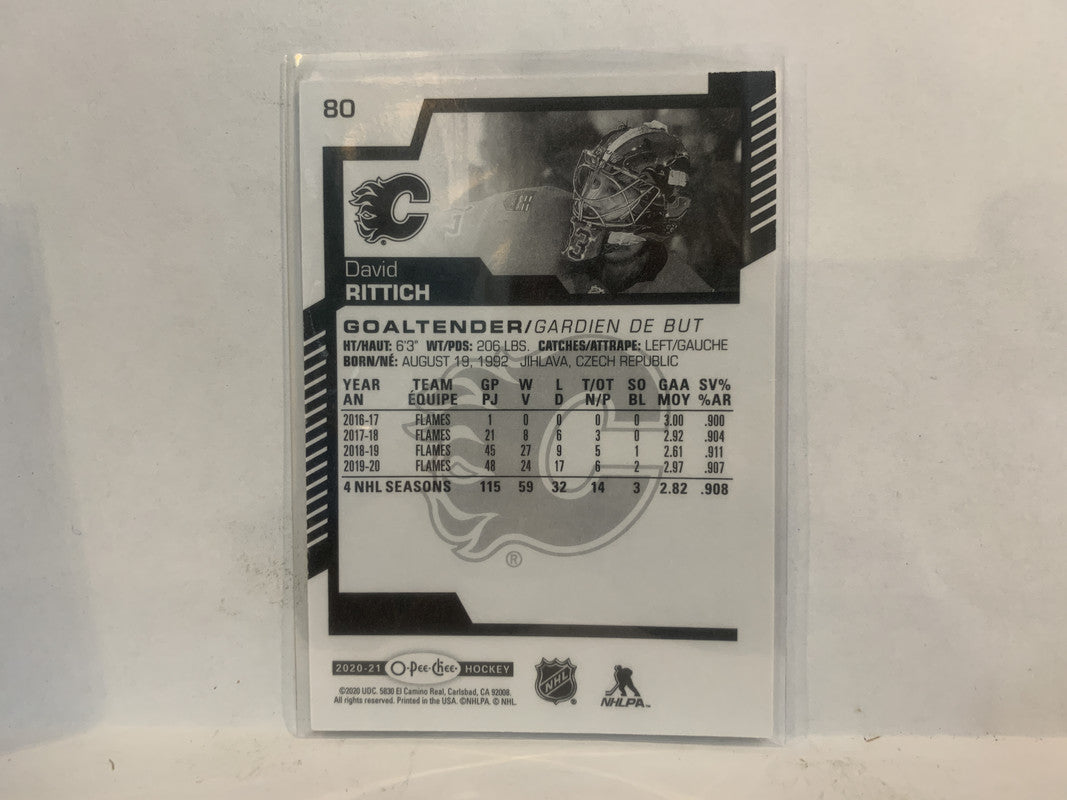 80
C
®
David
RITTICH
GOALTENDER/GARDIEN DE BUT
HT/HAUT: 6'3" WT/PDS: 206 LBS. CATCHES/ATTRAPE: LEFT/GAUCHE
BORN/NÉ: AUGUST 19, 1992 JIHLAVA, CZECH REPUBLIC
YEAR TEAM GP W L T/OT SO GAA SV%
AN ÉQUIPE PJ V D N/P BL MOY %AR
2016-17 FLAMES 1 0 0 0 0 3.00 .900
2017-18 FLAMES 21 8 6 3 0 2.92 .904
2018-19 FLAMES 45 27 9 5 1 2.61 .911
2019-20 FLAMES 48 24 17 6 2 2.97 .907
4 NHL SEASONS 115 59 32 14 3 2.82 .908
®
2020-21 O-Pee-Chee HOCKEY
©2020 UDC. 5830 El Camino Real, Carlsbad, CA 92008.
All rights reserved. Printed in the USA. ©NHLPA. © NHL.
NHL ®
NHLPA™